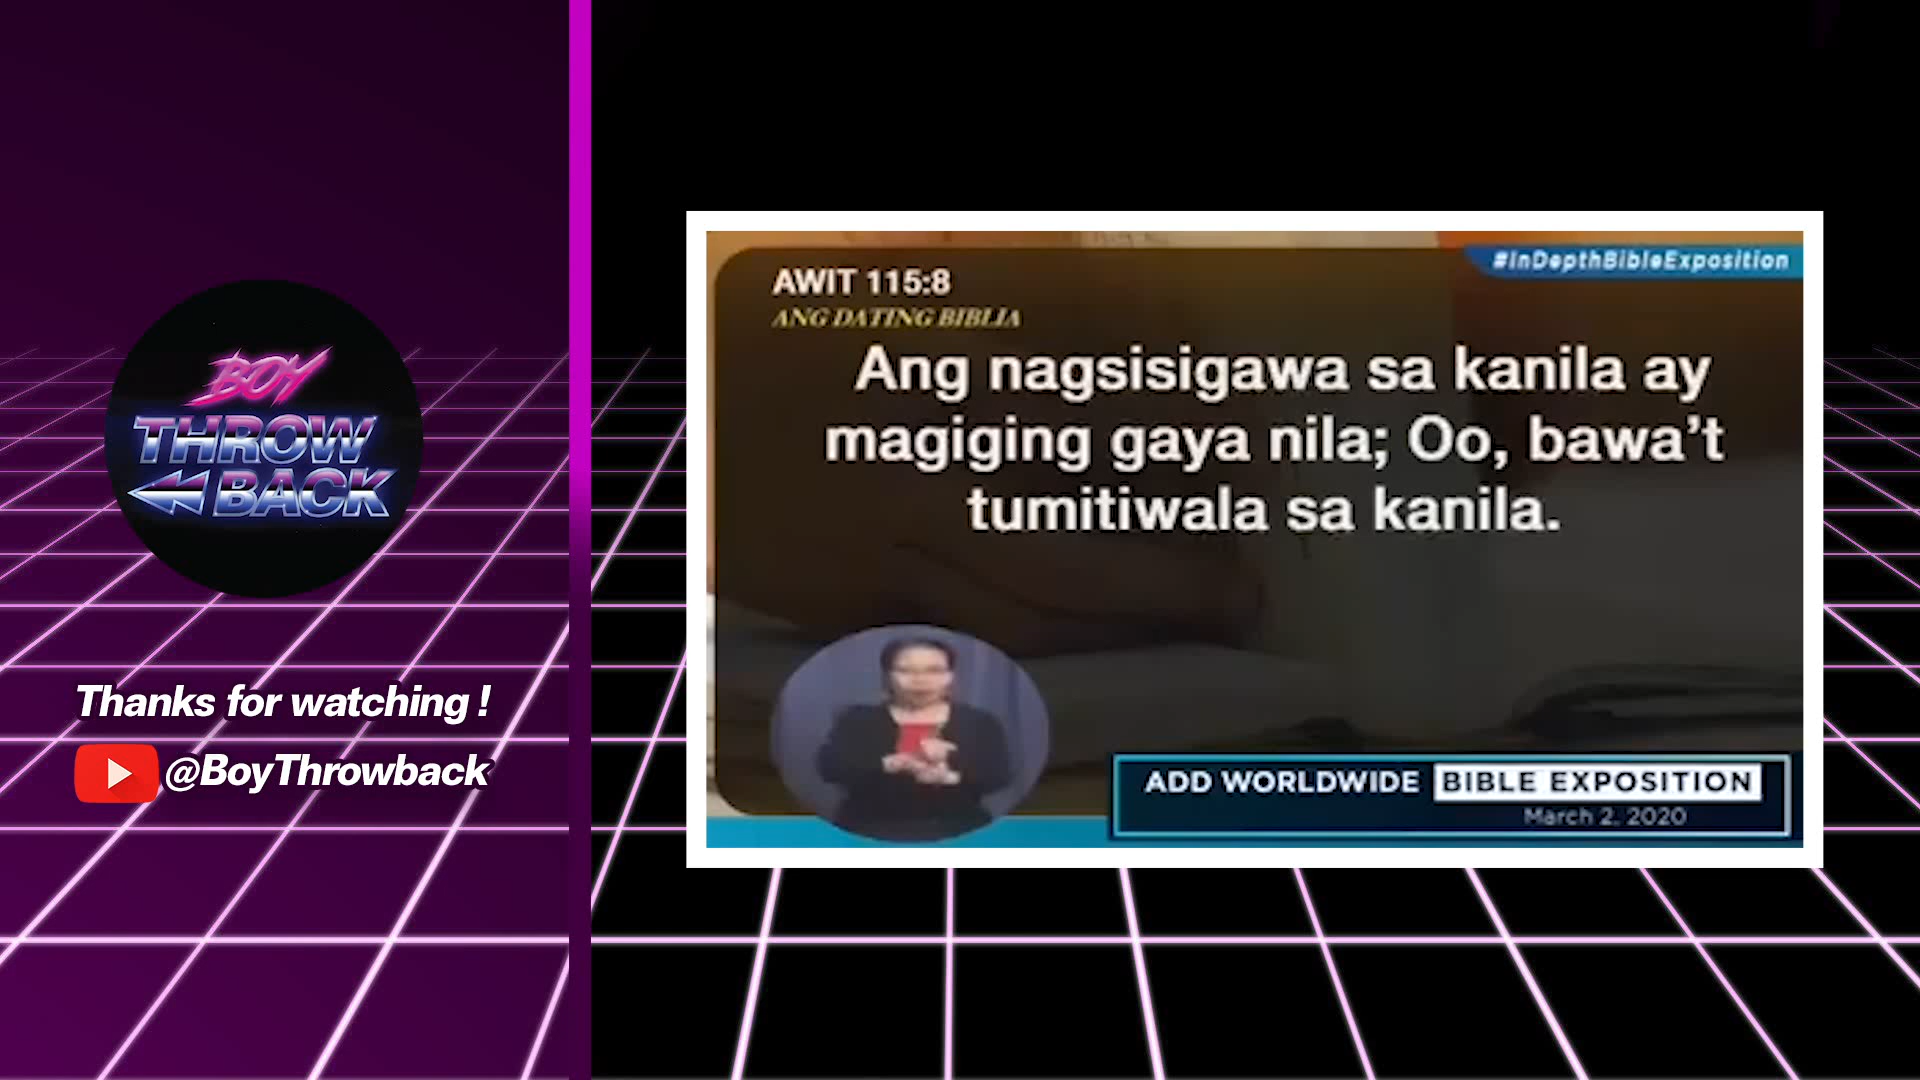 BOY
THROW
BACK
Thanks for watching !
@BoyThrowback
#InDepthBibleExposition
AWIT 115:8
ANG DATING BIBLIA
Ang nagsisigawa sa kanila ay
magiging gaya nila; Oo, bawa’t
tumitiwala sa kanila.
ADD WORLDWIDE BIBLE EXPOSITION
March 2, 2020